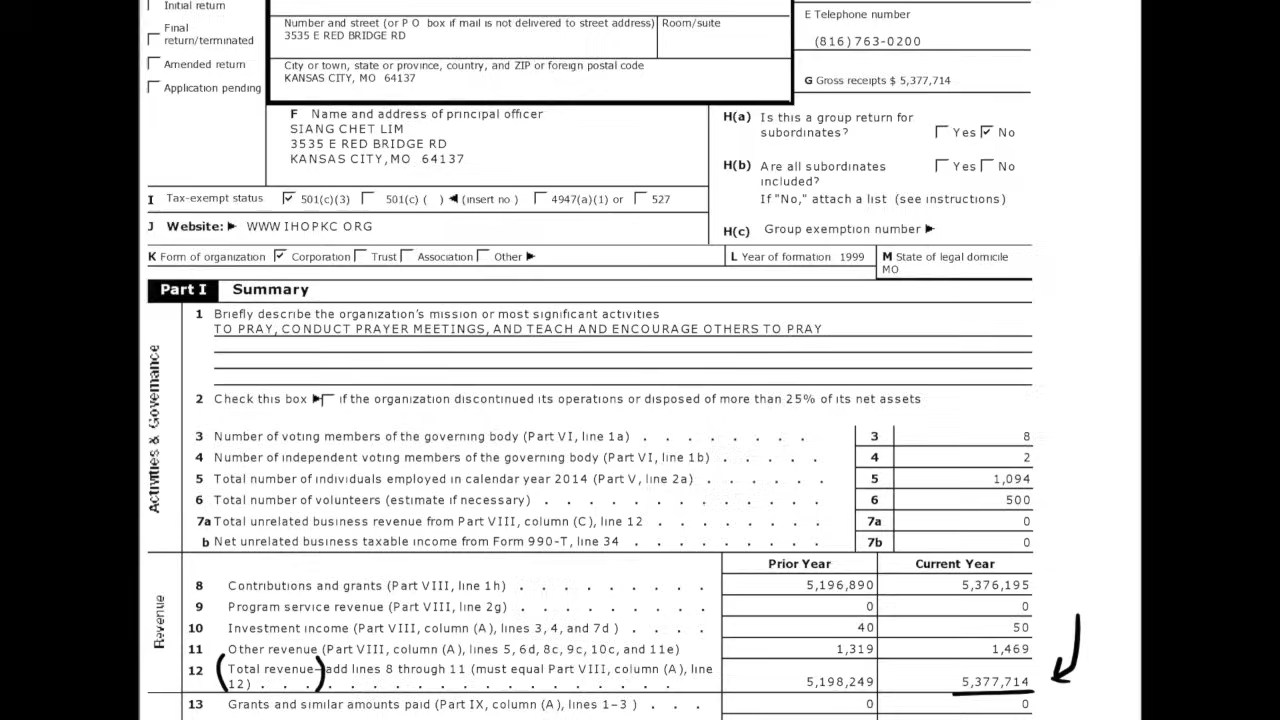 Initial return
Number and street (or P O box if mail is not delivered to street address) Room/suite
3535 E RED BRIDGE RD
E Telephone number
(816) 763-0200
Final
return/terminated
Amended return
City or town, state or province, country, and ZIP or foreign postal code
KANSAS CITY, MO 64137
G Gross receipts $ 5,377,714
Application pending
F Name and address of principal officer
SIANG CHET LIM
3535 E RED BRIDGE RD
KANSAS CITY, MO 64137
H(a) Is this a group return for
subordinates? Yes No
H(b) Are all subordinates Yes No
included?
If "No," attach a list (see instructions)
H(c) Group exemption number
I Tax-exempt status 501(c)(3) 501(c) ( ) (insert no ) 4947(a)(1) or 527
J Website: WWW IHOPKC ORG
K Form of organization Corporation Trust Association Other
L Year of formation 1999
M State of legal domicile
MO
Part I Summary
Activities & Governance
1 Briefly describe the organization's mission or most significant activities
TO PRAY, CONDUCT PRAYER MEETINGS, AND TEACH AND ENCOURAGE OTHERS TO PRAY
2 Check this box if the organization discontinued its operations or disposed of more than 25% of its net assets
3 Number of voting members of the governing body (Part VI, line 1a) . . . . . . . . 3 8
4 Number of independent voting members of the governing body (Part VI, line 1b) . . . . . 4 2
5 Total number of individuals employed in calendar year 2014 (Part V, line 2a) . . . . . . 5 1,094
6 Total number of volunteers (estimate if necessary) . . . . . . . . . . . . 6 500
7a Total unrelated business revenue from Part VIII, column (C), line 12 . . . . . . . . 7a 0
b Net unrelated business taxable income from Form 990-T, line 34 . . . . . . . . . 7b 0
Revenue
Prior Year Current Year
8 Contributions and grants (Part VIII, line 1h) . . . . . . . . . 5,196,890 5,376,195
9 Program service revenue (Part VIII, line 2g) . . . . . . . . . 0 0
10 Investment income (Part VIII, column (A), lines 3, 4, and 7d ) . . . . 40 50
11 Other revenue (Part VIII, column (A), lines 5, 6d, 8c, 9c, 10c, and 11e) 1,319 1,469
12 Total revenue—add lines 8 through 11 (must equal Part VIII, column (A), line
12) . . . . . . . . . . . . . . . . . . . 5,198,249 5,377,714
13 Grants and similar amounts paid (Part IX, column (A), lines 1–3 ) . . . 0 0